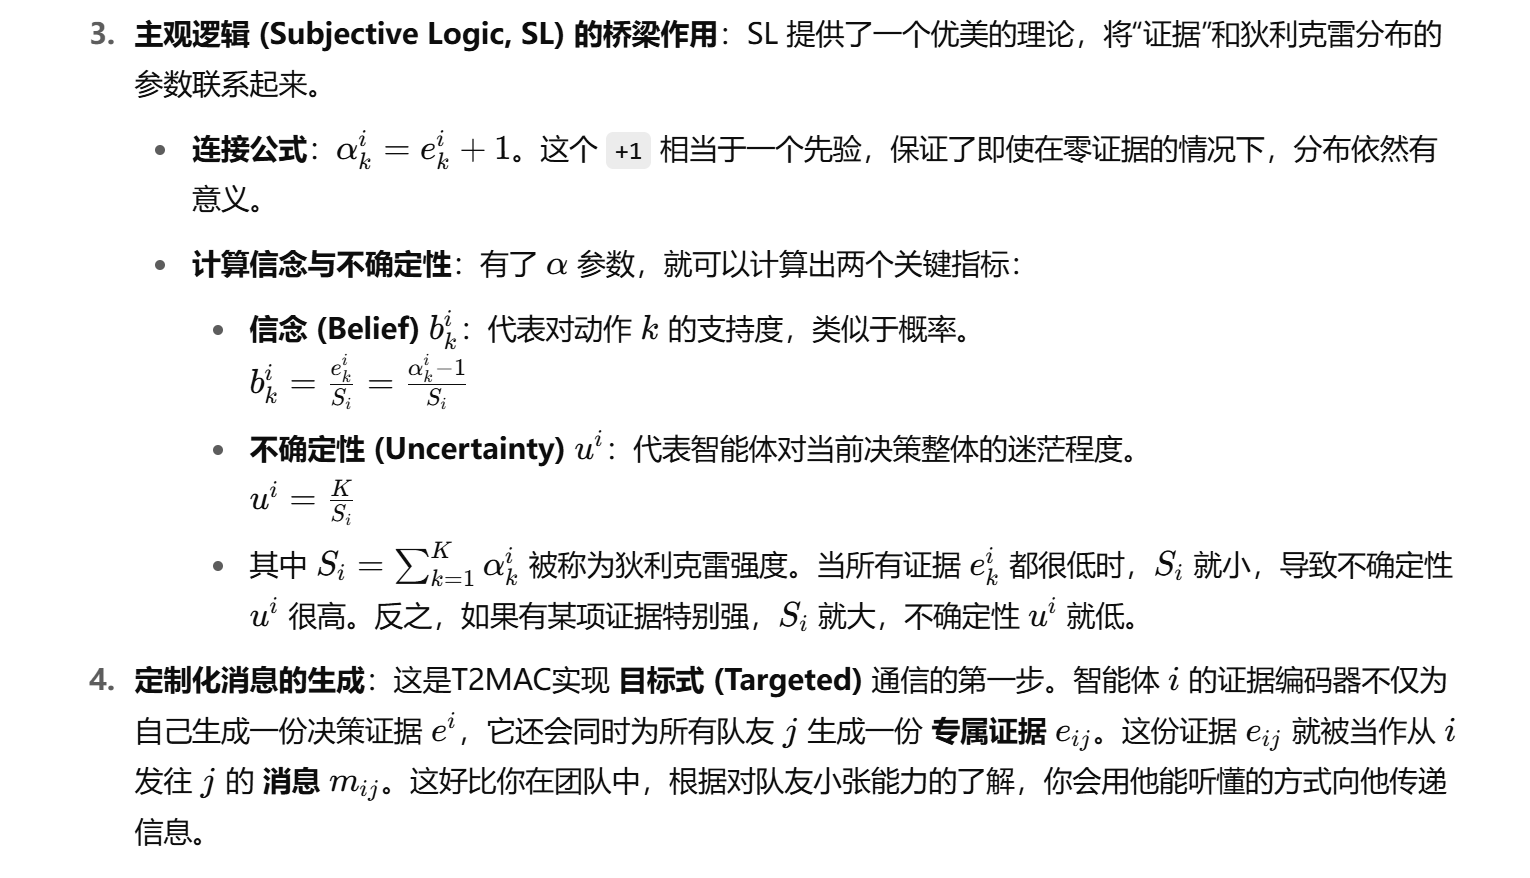 3. 主观逻辑 (Subjective Logic, SL) 的桥梁作用：SL 提供了一个优美的理论，将“证据”和狄利克雷分布的
参数联系起来。
• 连接公式：$\alpha_k^i = e_k^i + 1$。这个 +1 相当于一个先验，保证了即使在零证据的情况下，分布依然有
意义。
• 计算信念与不确定性：有了 $\alpha$ 参数，就可以计算出两个关键指标：
• 信念 (Belief) $b_k^i$：代表对动作 $k$ 的支持度，类似于概率。
$b_k^i = \frac{e_k^i}{S_i} = \frac{\alpha_k^i - 1}{S_i}$
• 不确定性 (Uncertainty) $u^i$：代表智能体对当前决策整体的迷茫程度。
$u^i = \frac{K}{S_i}$
• 其中 $S_i = \sum_{k=1}^{K} \alpha_k^i$ 被称为狄利克雷强度。当所有证据 $e_k^i$ 都很低时，$S_i$ 就小，导致不确定性
$u^i$ 很高。反之，如果有某项证据特别强，$S_i$ 就大，不确定性 $u^i$ 就低。
4. 定制化消息的生成：这是T2MAC实现 目标式 (Targeted) 通信的第一步。智能体 $i$ 的证据编码器不仅为
自己生成一份决策证据 $e^i$，它还会同时为所有队友 $j$ 生成一份 专属证据 $e_{ij}$。这份证据 $e_{ij}$ 就被当作从 $i$
发往 $j$ 的 消息 $m_{ij}$。这好比你在团队中，根据对队友小张能力的了解，你会用他能听懂的方式向他传递
信息。